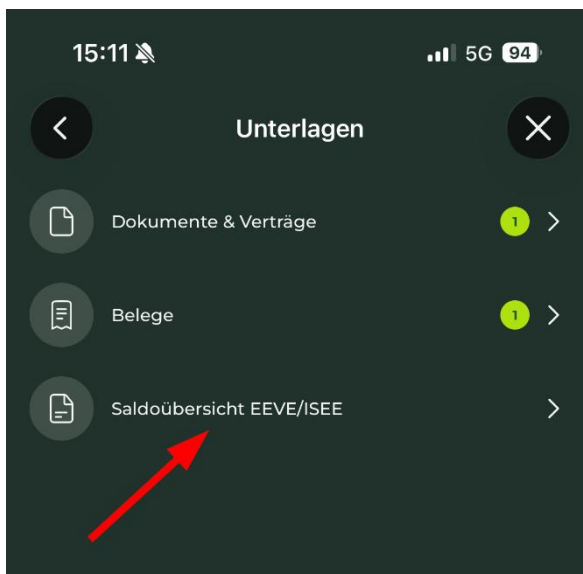 15:11 5G 94
Unterlagen
Dokumente & Verträge 1
Belege 1
Saldoübersicht EEVE/ISEE